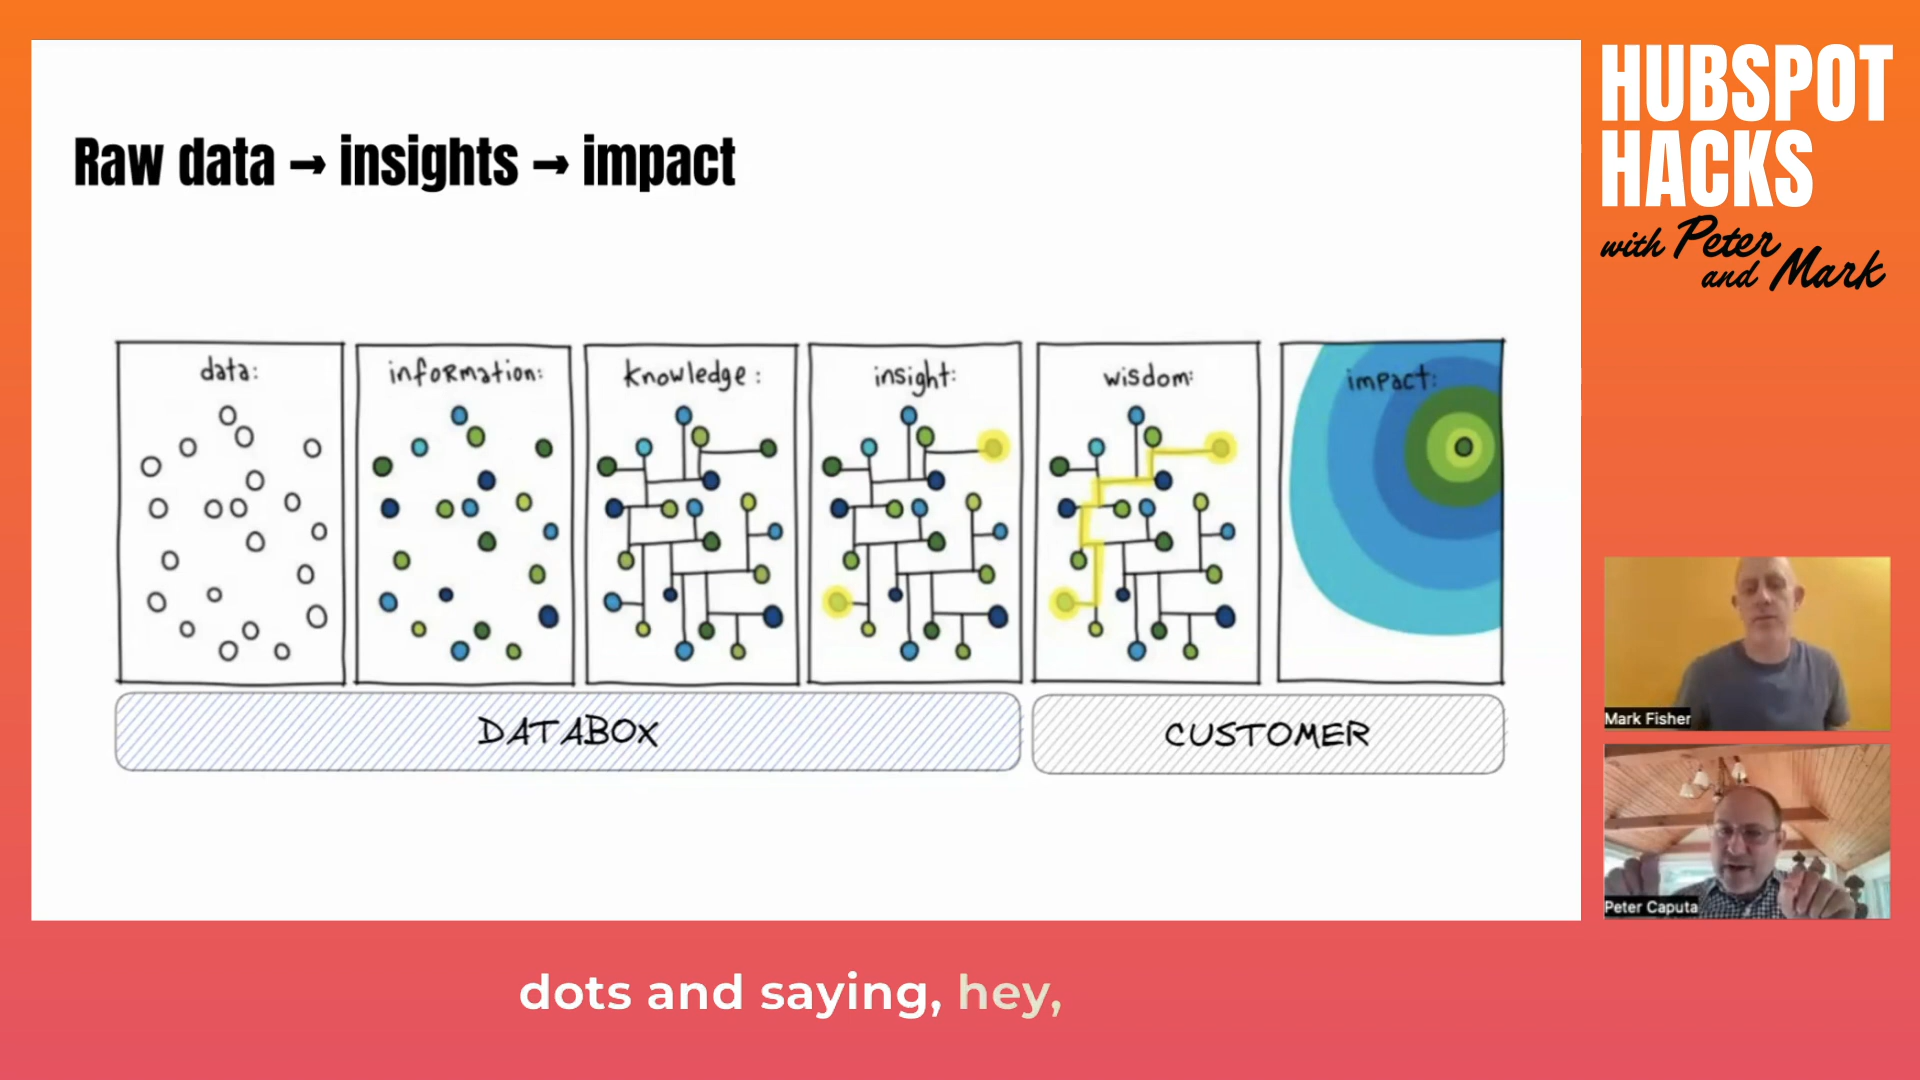 Raw data → insights → impact
data:
information:
knowledge:
insight:
wisdom:
impact:
DATABOX
CUSTOMER
HUBSPOT
HACKS
with Peter
and Mark
Mark Fisher
Peter Caputa
dots and saying, hey,